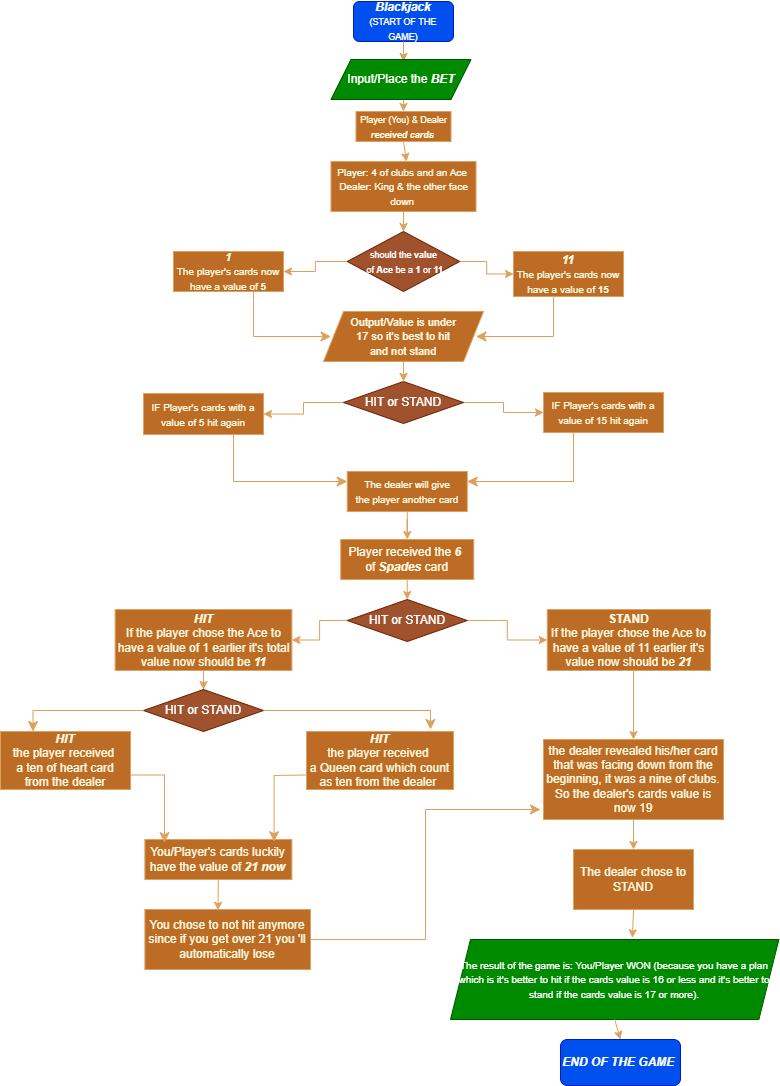 Blackjack
(START OF THE
GAME)
Input/Place the BET
Player (You) & Dealer
received cards
Player: 4 of clubs and an Ace
Dealer: King & the other face
down
should the value
of Ace be a 1 or 11
1
The player's cards now
have a value of 5
11
The player's cards now
have a value of 15
Output/Value is under
17 so it's best to hit
and not stand
HIT or STAND
IF Player's cards with a
value of 5 hit again
IF Player's cards with a
value of 15 hit again
The dealer will give
the player another card
Player received the 6
of Spades card
HIT or STAND
HIT
If the player chose the Ace to
have a value of 1 earlier it's total
value now should be 11
STAND
If the player chose the Ace to
have a value of 11 earlier it's
value now should be 21
HIT or STAND
HIT
the player received
a ten of heart card
from the dealer
HIT
the player received
a Queen card which count
as ten from the dealer
the dealer revealed his/her card
that was facing down from the
beginning, it was a nine of clubs.
So the dealer's cards value is
now 19
You/Player's cards luckily
have the value of 21 now
The dealer chose to
STAND
You chose to not hit anymore
since if you get over 21 you 'll
automatically lose
The result of the game is: You/Player WON (because you have a plan
which is it's better to hit if the cards value is 16 or less and it's better to
stand if the cards value is 17 or more).
END OF THE GAME